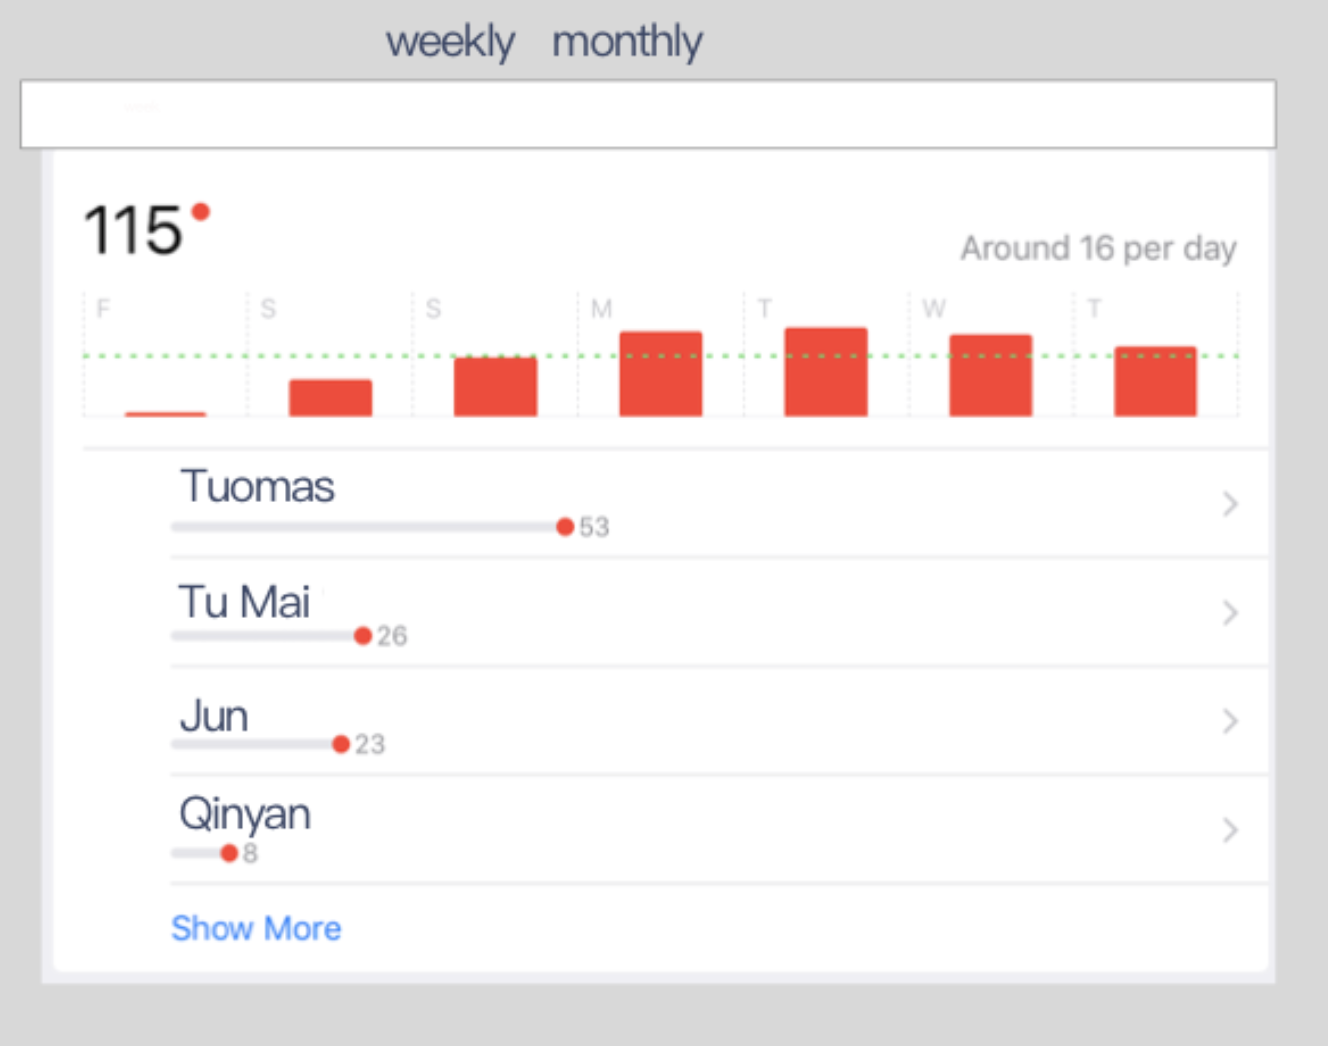 weekly monthly
115
Around 16 per day
F S S M T W T
Tuomas
53
Tu Mai
26
Jun
23
Qinyan
8
Show More